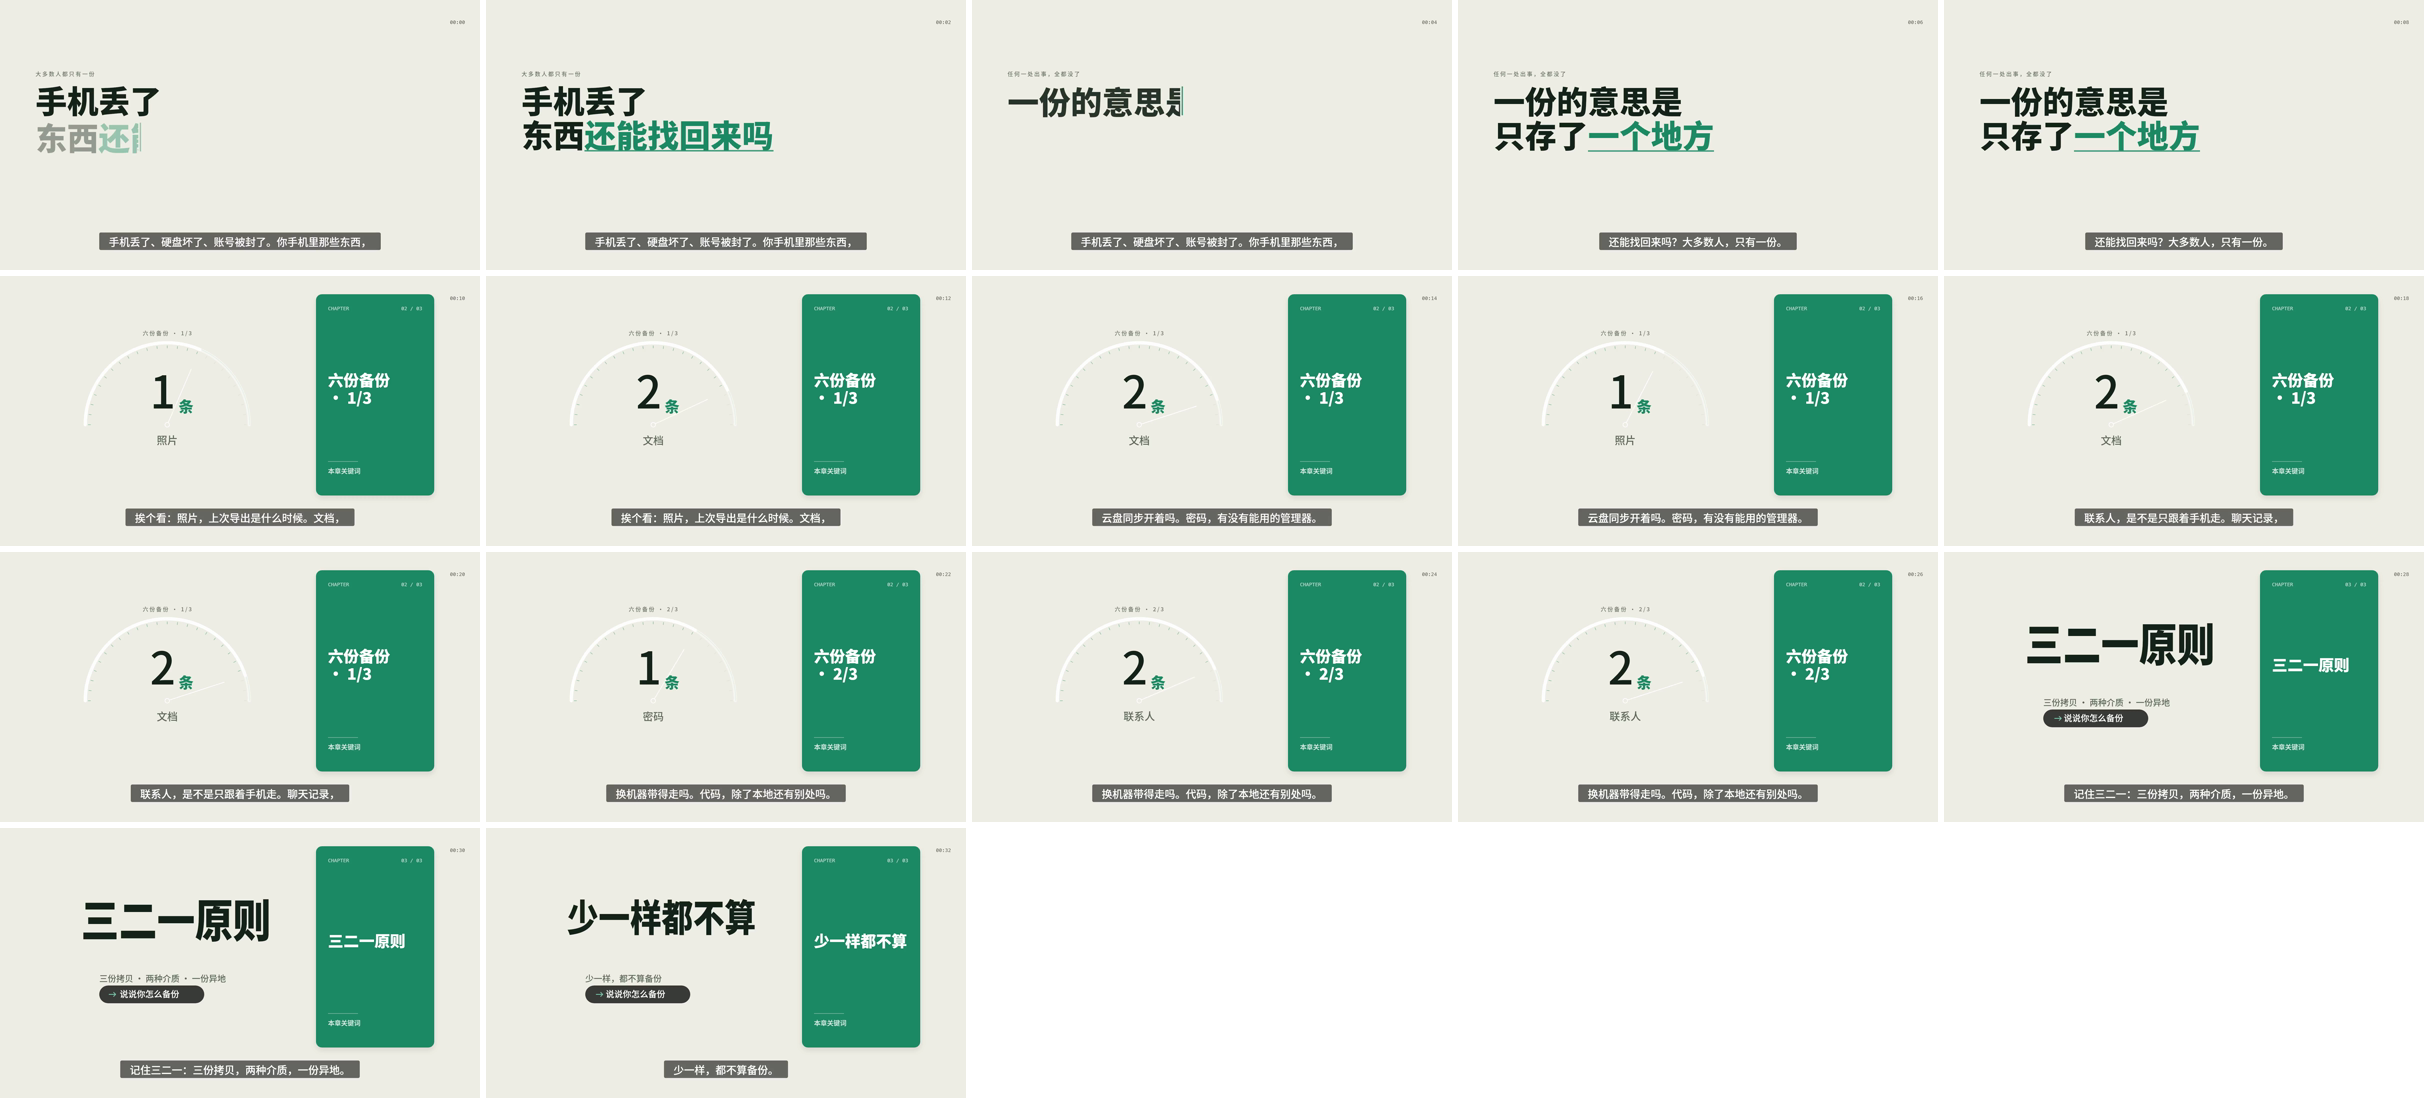 00:00
大多数人都只有一份
手机丢了
东西还
手机丢了、硬盘坏了、账号被封了。你手机里那些东西，
00:02
大多数人都只有一份
手机丢了
东西还能找回来吗
手机丢了、硬盘坏了、账号被封了。你手机里那些东西，
00:04
任何一处出事，全都没了
一份的意思
手机丢了、硬盘坏了、账号被封了。你手机里那些东西，
00:06
任何一处出事，全都没了
一份的意思是
只存了一个地方
还能找回来吗？大多数人，只有一份。
00:08
任何一处出事，全都没了
一份的意思是
只存了一个地方
还能找回来吗？大多数人，只有一份。
00:10
CHAPTER 02 / 03
六份备份 · 1/3
1条
照片
六份备份
· 1/3
本章关键词
挨个看：照片，上次导出是什么时候。文档，
00:12
CHAPTER 02 / 03
六份备份 · 1/3
2条
文档
六份备份
· 1/3
本章关键词
挨个看：照片，上次导出是什么时候。文档，
00:14
CHAPTER 02 / 03
六份备份 · 1/3
2条
文档
六份备份
· 1/3
本章关键词
云盘同步开着吗。密码，有没有能用的管理器。
00:16
CHAPTER 02 / 03
六份备份 · 1/3
1条
照片
六份备份
· 1/3
本章关键词
云盘同步开着吗。密码，有没有能用的管理器。
00:18
CHAPTER 02 / 03
六份备份 · 1/3
2条
文档
六份备份
· 1/3
本章关键词
联系人，是不是只跟着手机走。聊天记录，
00:20
CHAPTER 02 / 03
六份备份 · 1/3
2条
文档
六份备份
· 1/3
本章关键词
联系人，是不是只跟着手机走。聊天记录，
00:22
CHAPTER 02 / 03
六份备份 · 2/3
1条
密码
六份备份
· 2/3
本章关键词
换机器带得走吗。代码，除了本地还有别处吗。
00:24
CHAPTER 02 / 03
六份备份 · 2/3
2条
联系人
六份备份
· 2/3
本章关键词
换机器带得走吗。代码，除了本地还有别处吗。
00:26
CHAPTER 02 / 03
六份备份 · 2/3
2条
联系人
六份备份
· 2/3
本章关键词
换机器带得走吗。代码，除了本地还有别处吗。
00:28
CHAPTER 03 / 03
三二一原则
三份拷贝 · 两种介质 · 一份异地
→ 说说你怎么备份
三二一原则
本章关键词
记住三二一：三份拷贝，两种介质，一份异地。
00:30
CHAPTER 03 / 03
三二一原则
三份拷贝 · 两种介质 · 一份异地
→ 说说你怎么备份
三二一原则
本章关键词
记住三二一：三份拷贝，两种介质，一份异地。
00:32
CHAPTER 03 / 03
少一样都不算
少一样，都不算备份
→ 说说你怎么备份
少一样都不算
本章关键词
少一样，都不算备份。